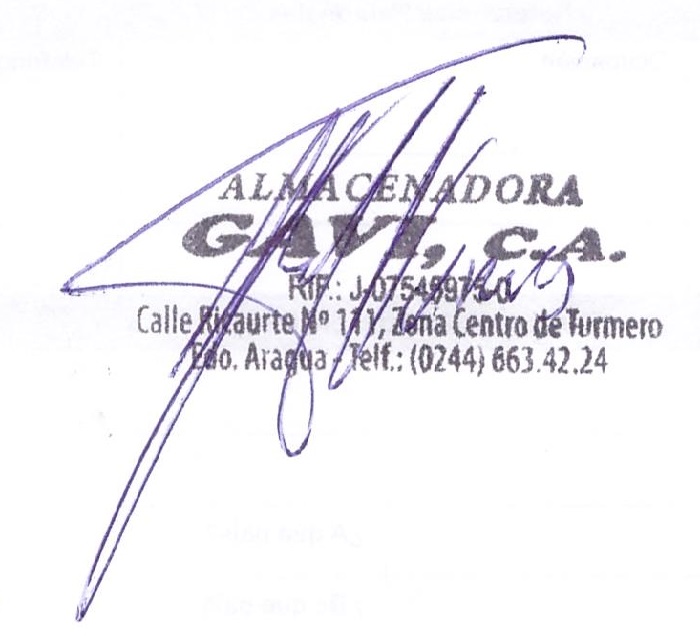 ALMACENADORA
GAVI, C.A.
RIF.: J-07545975-0
Calle Ricaurte Nº 111, Zona Centro de Turmero
Edo. Aragua - Telf.: (0244) 663.42.24